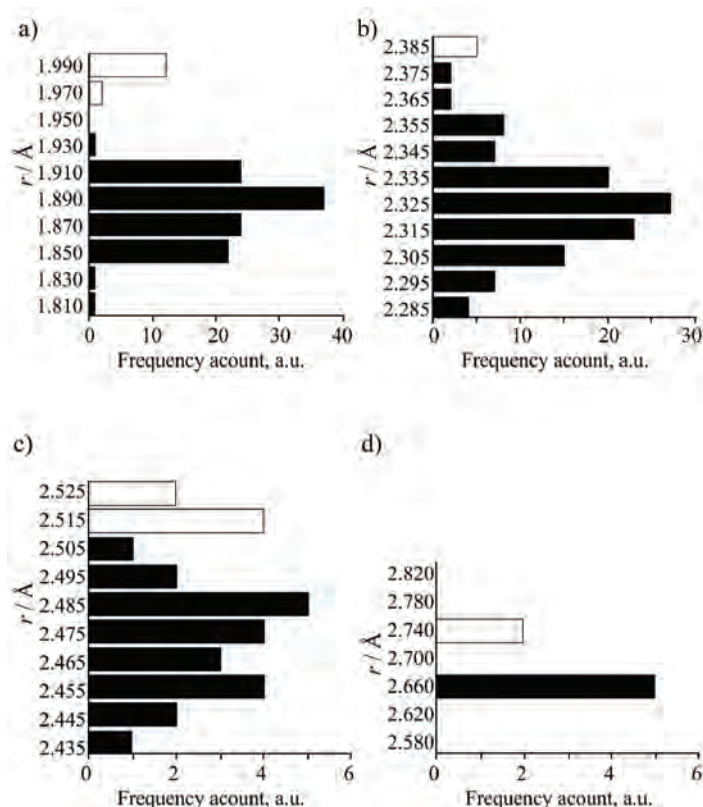 a)
r / Å
1.990
1.970
1.950
1.930
1.910
1.890
1.870
1.850
1.830
1.810
0 10 20 30 40
Frequency acount, a.u.
b)
r / Å
2.385
2.375
2.365
2.355
2.345
2.335
2.325
2.315
2.305
2.295
2.285
0 10 20 30
Frequency acount, a.u.
c)
r / Å
2.525
2.515
2.505
2.495
2.485
2.475
2.465
2.455
2.445
2.435
0 2 4 6
Frequency acount, a.u.
d)
r / Å
2.820
2.780
2.740
2.700
2.660
2.620
2.580
0 2 4 6
Frequency acount, a.u.